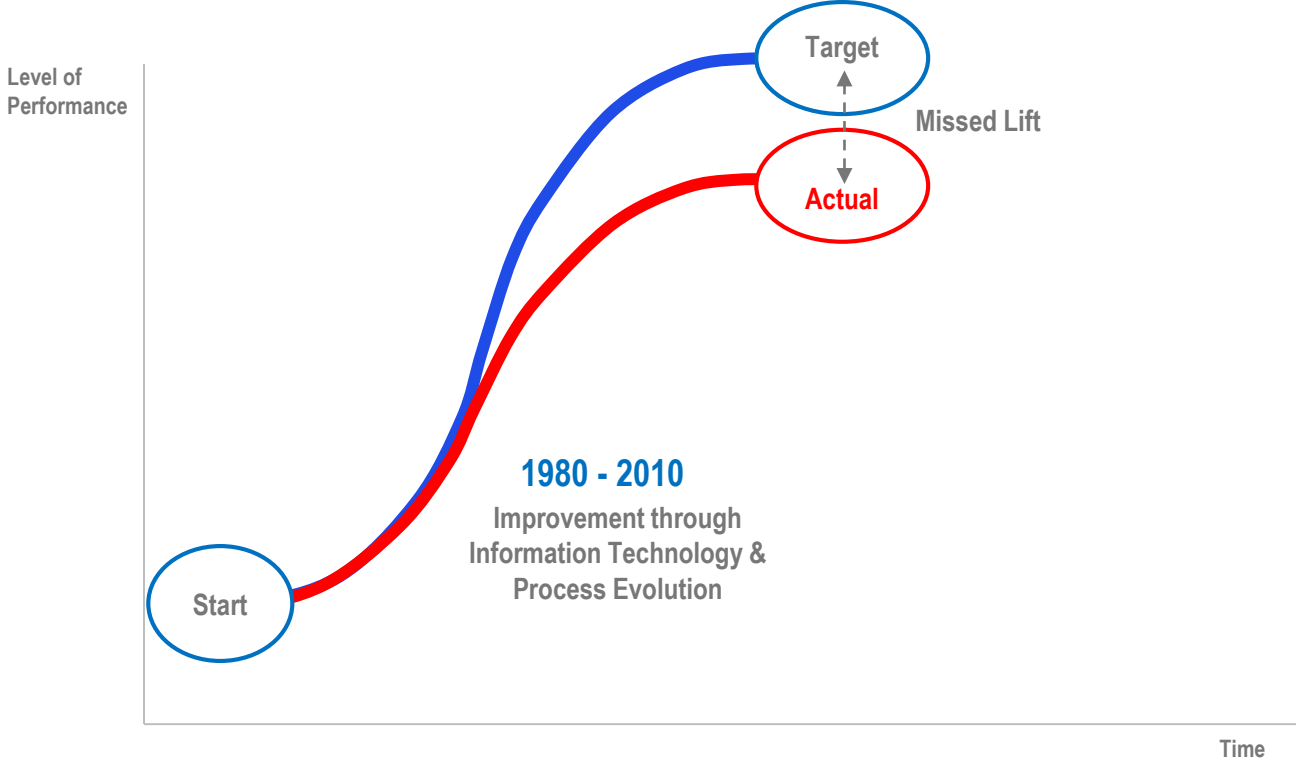 Target
Level of
Performance
Missed Lift
Actual
1980 - 2010
Improvement through
Information Technology &
Process Evolution
Start
Time